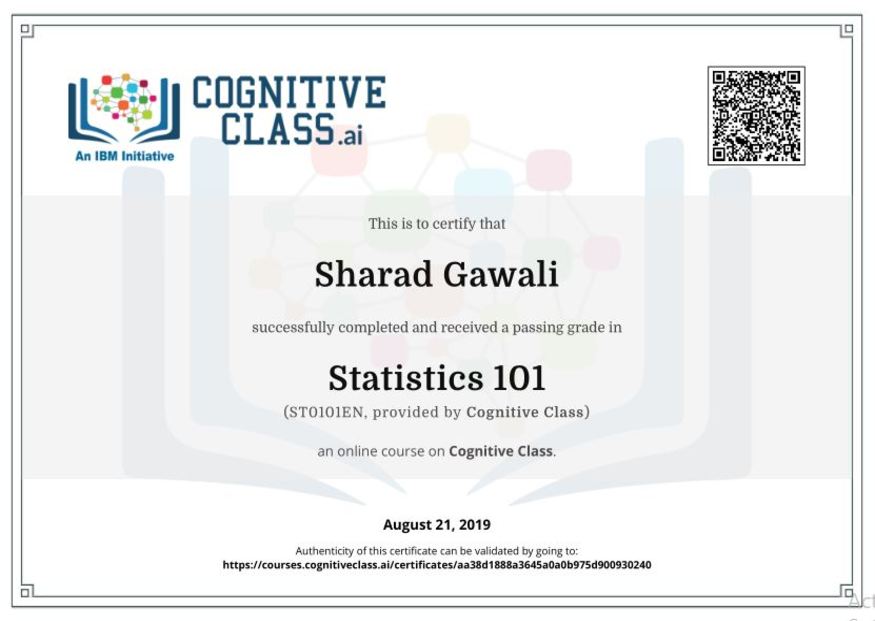 COGNITIVE
CLASS.ai
An IBM Initiative
This is to certify that
Sharad Gawali
successfully completed and received a passing grade in
Statistics 101
(ST0101EN, provided by Cognitive Class)
an online course on Cognitive Class.
August 21, 2019
Authenticity of this certificate can be validated by going to:
https://courses.cognitiveclass.ai/certificates/aa38d1888a3645a0a0b975d900930240